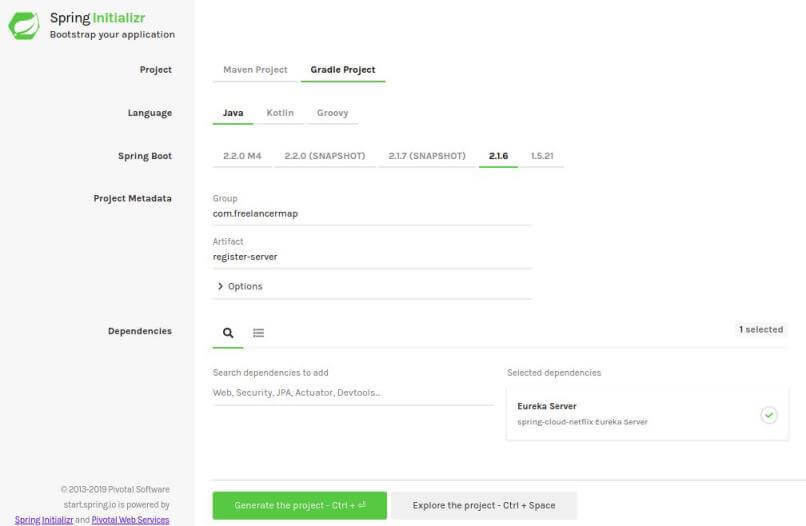 Spring Initializr
Bootstrap your application
Project
Maven Project Gradle Project
Language
Java Kotlin Groovy
Spring Boot
2.2.0 M4 2.2.0 (SNAPSHOT) 2.1.7 (SNAPSHOT) 2.1.6 1.5.21
Project Metadata
Group
com.freelancermap
Artifact
register-server
Options
Dependencies
1 selected
Search dependencies to add
Web, Security, JPA, Actuator, Devtools...
Selected dependencies
Eureka Server
spring-cloud-netflix Eureka Server
© 2013-2019 Pivotal Software
start.spring.io is powered by
Spring Initializr and Pivotal Web Services
Generate the project - Ctrl + ⏎
Explore the project - Ctrl + Space